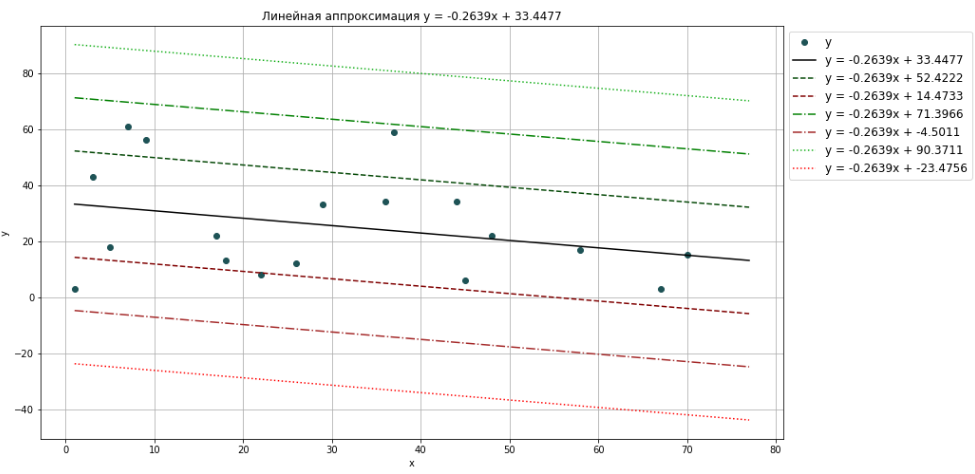 Линейная аппроксимация y = -0.2639x + 33.4477
y
y = -0.2639x + 33.4477
y = -0.2639x + 52.4222
y = -0.2639x + 14.4733
y = -0.2639x + 71.3966
y = -0.2639x + -4.5011
y = -0.2639x + 90.3711
y = -0.2639x + -23.4756
80
60
40
20
0
−20
−40
y
0 10 20 30 40 50 60 70 80
x